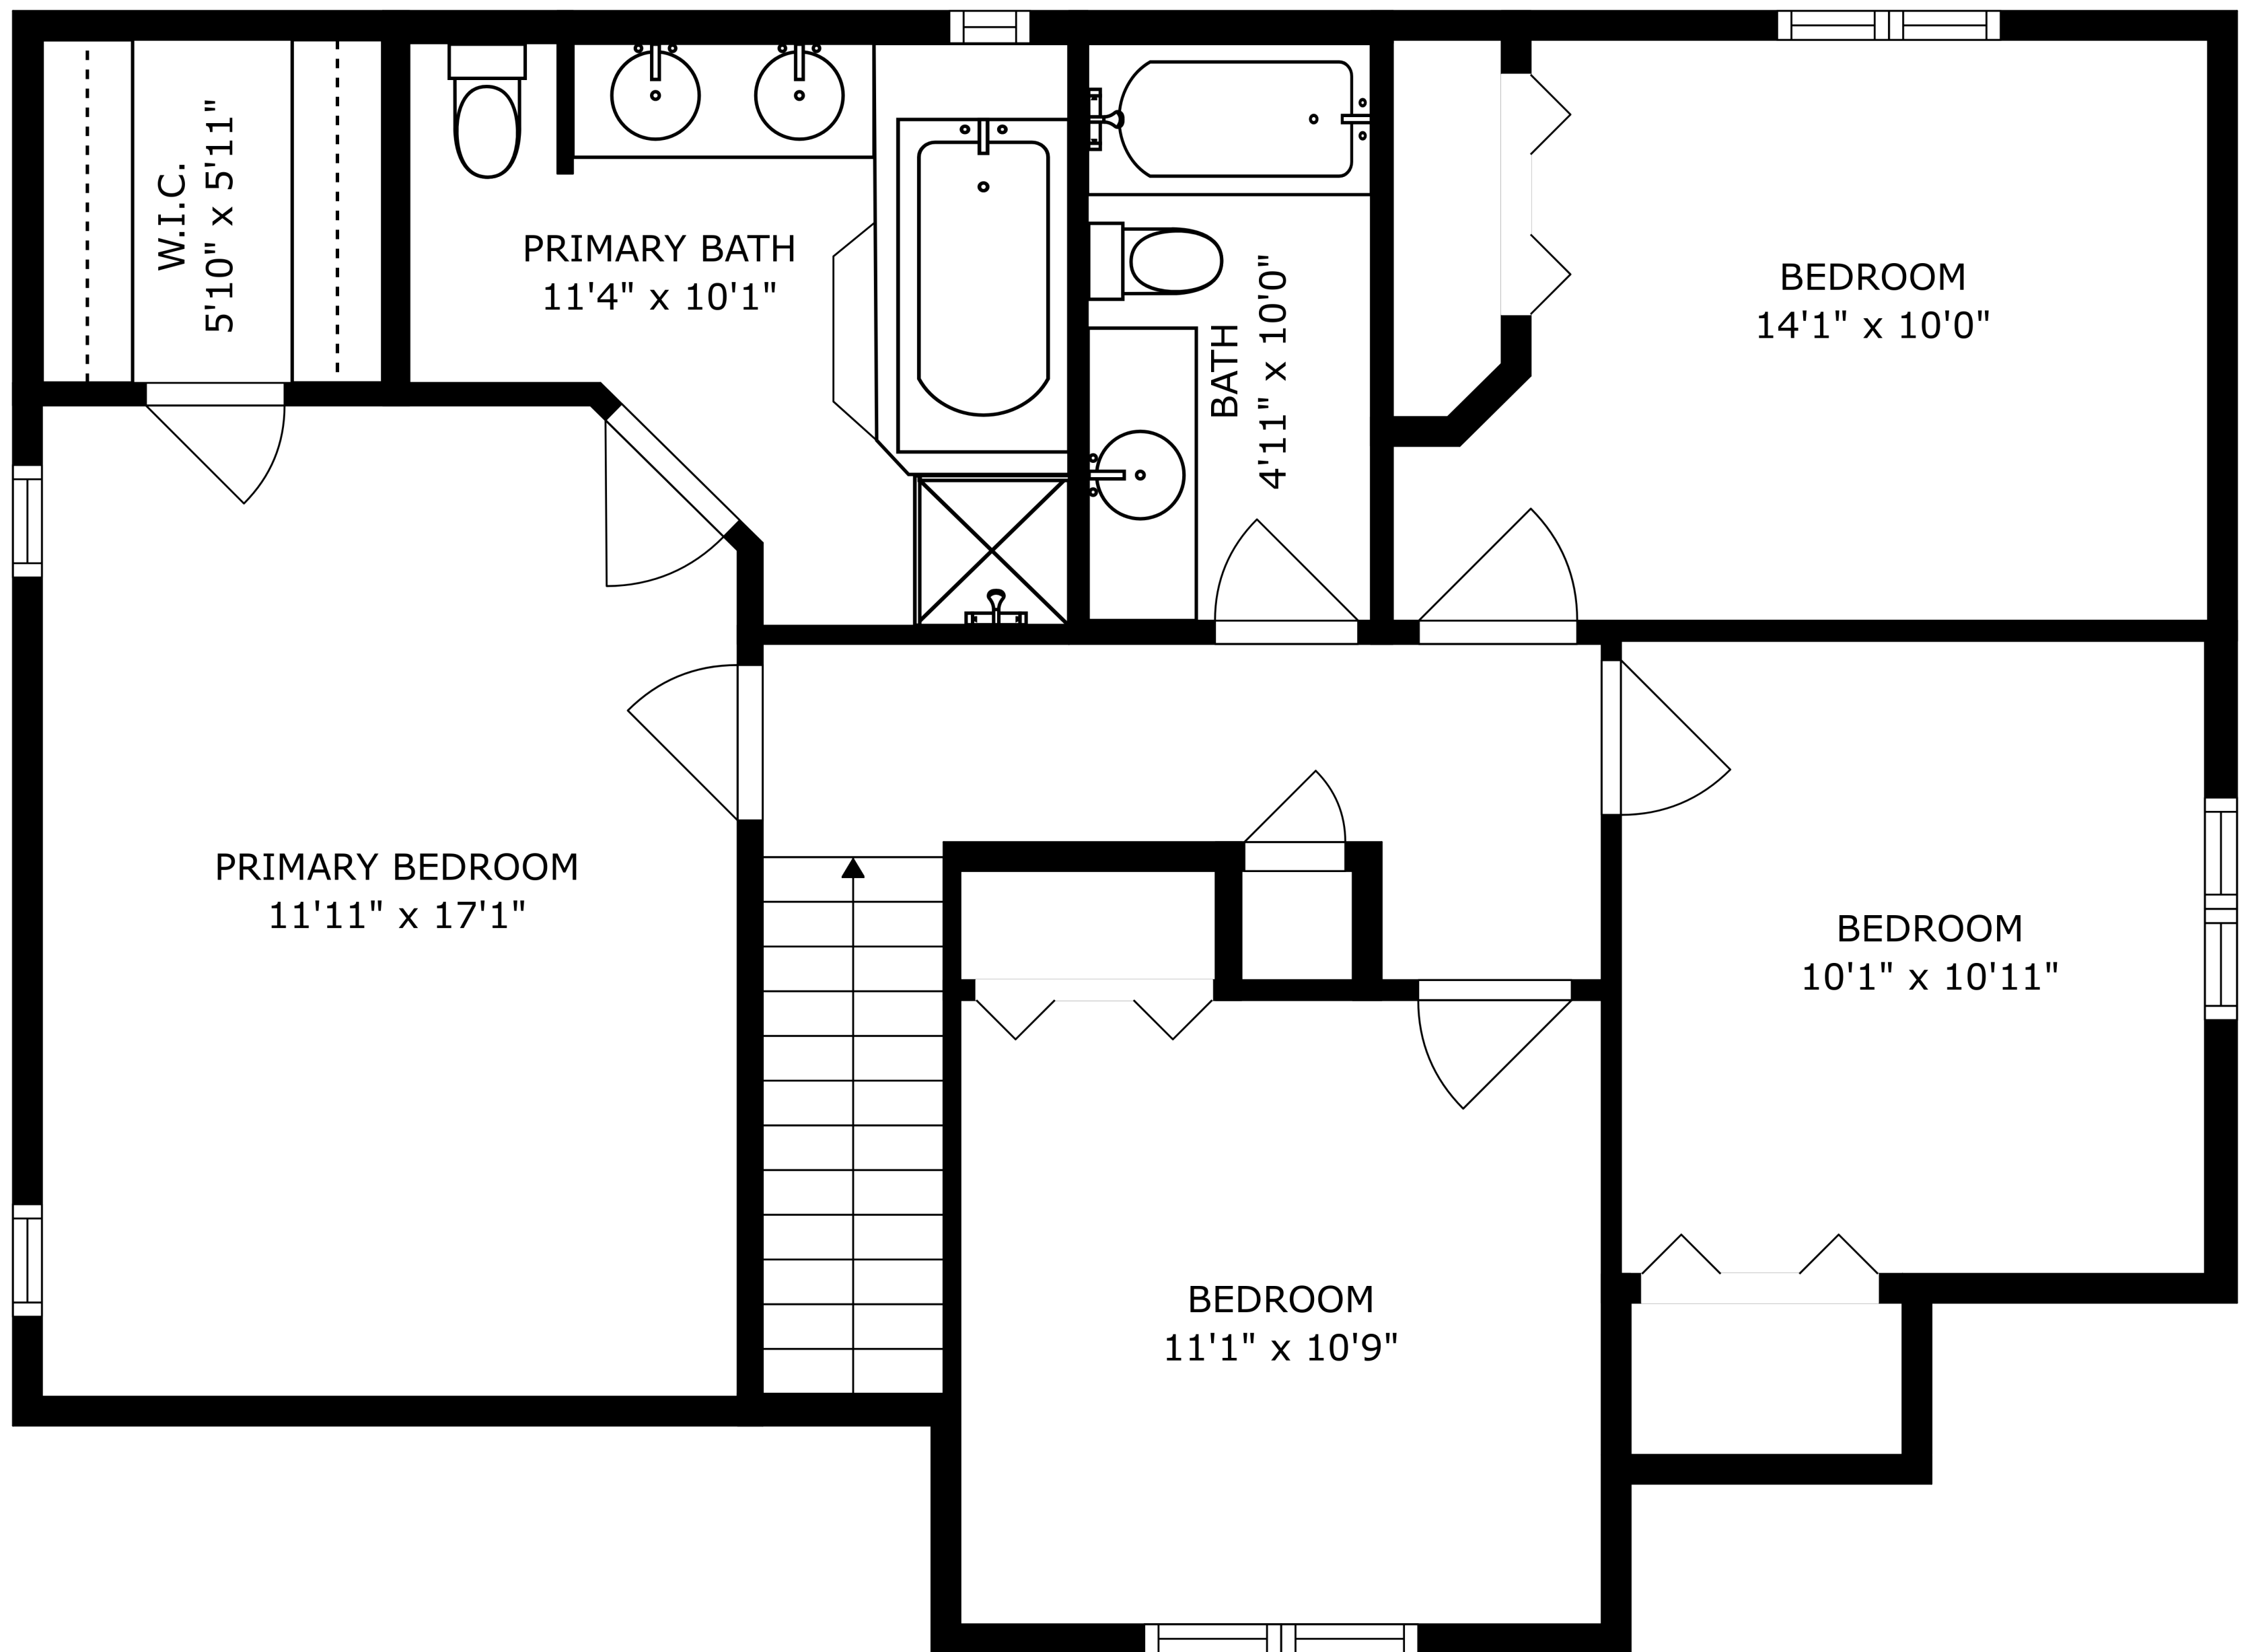 W.I.C.
5'10" x 5'11"
PRIMARY BATH
11'4" x 10'1"
BATH
4'11" x 10'0"
BEDROOM
14'1" x 10'0"
PRIMARY BEDROOM
11'11" x 17'1"
BEDROOM
10'1" x 10'11"
BEDROOM
11'1" x 10'9"